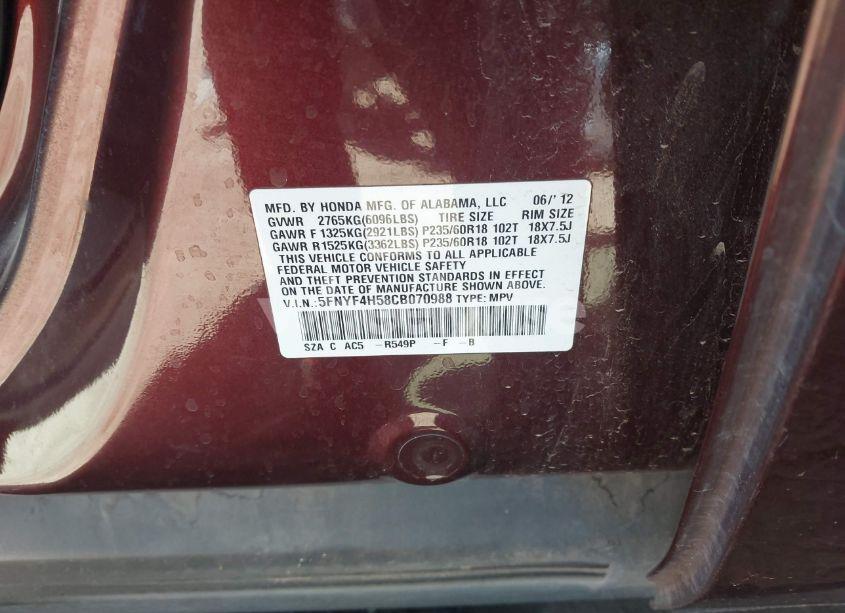 MFD. BY HONDA MFG. OF ALABAMA, LLC 06/'12
GVWR 2765KG(6096LBS) TIRE SIZE RIM SIZE
GAWR F 1325KG(2921LBS) P235/60R18 102T 18X7.5J
GAWR R1525KG(3362LBS) P235/60R18 102T 18X7.5J
THIS VEHICLE CONFORMS TO ALL APPLICABLE
FEDERAL MOTOR VEHICLE SAFETY
AND THEFT PREVENTION STANDARDS IN EFFECT
ON THE DATE OF MANUFACTURE SHOWN ABOVE.
V.I.N.:5FNYF4H58CB070988 TYPE: MPV
SZA C AC5 -R549P -F -B